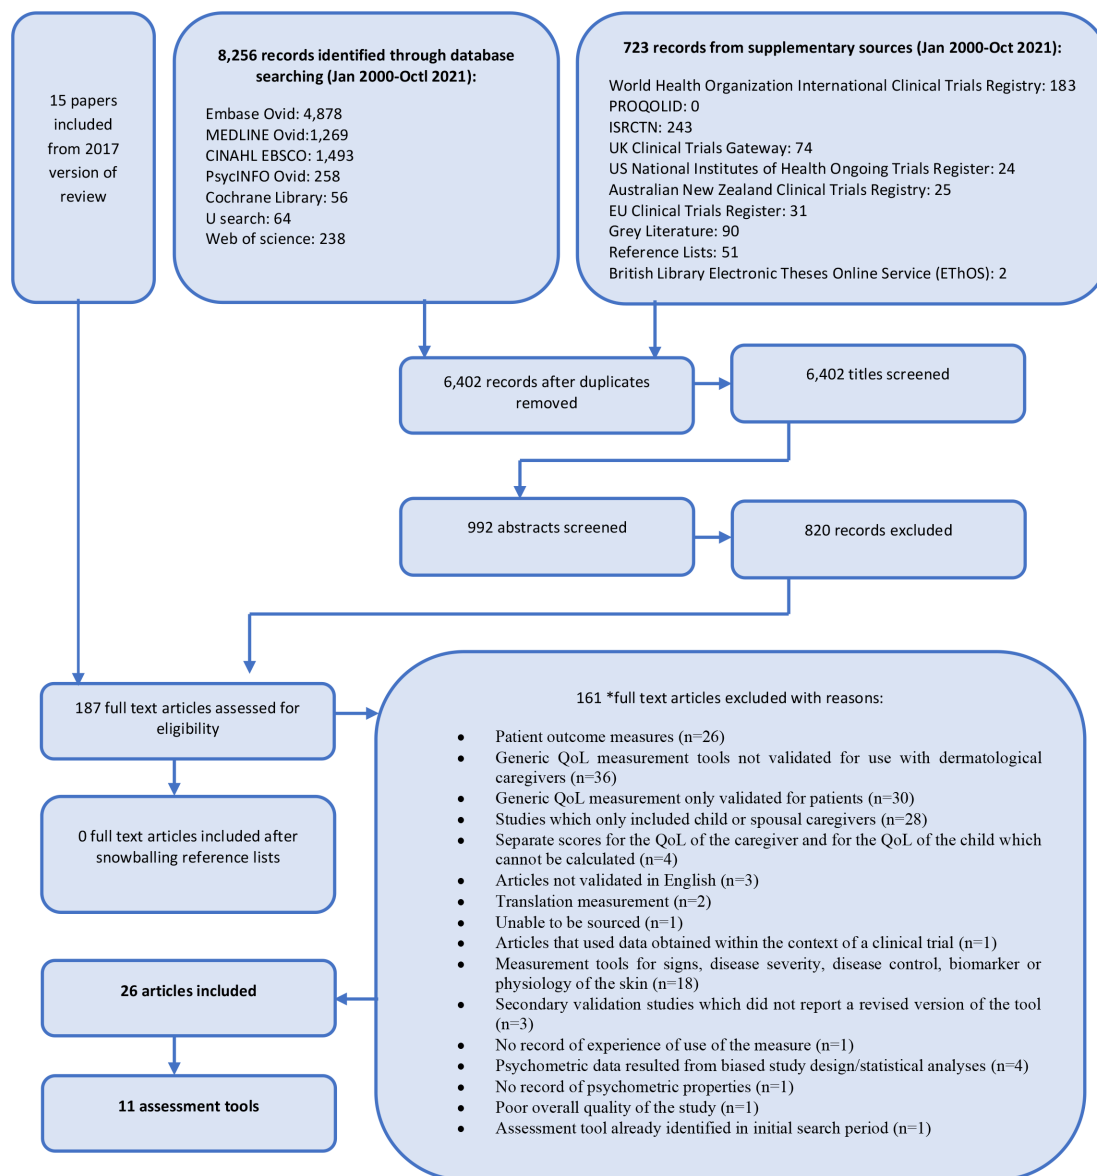 15 papers
included
from 2017
version of
review
8,256 records identified through database
searching (Jan 2000-Octl 2021):
Embase Ovid: 4,878
MEDLINE Ovid:1,269
CINAHL EBSCO: 1,493
PsycINFO Ovid: 258
Cochrane Library: 56
U search: 64
Web of science: 238
723 records from supplementary sources (Jan 2000-Oct 2021):
World Health Organization International Clinical Trials Registry: 183
PROQOLID: 0
ISRCTN: 243
UK Clinical Trials Gateway: 74
US National Institutes of Health Ongoing Trials Register: 24
Australian New Zealand Clinical Trials Registry: 25
EU Clinical Trials Register: 31
Grey Literature: 90
Reference Lists: 51
British Library Electronic Theses Online Service (EThOS): 2
6,402 records after duplicates
removed
6,402 titles screened
992 abstracts screened
820 records excluded
187 full text articles assessed for
eligibility
0 full text articles included after
snowballing reference lists
161 *full text articles excluded with reasons:
• Patient outcome measures (n=26)
• Generic QoL measurement tools not validated for use with dermatological
caregivers (n=36)
• Generic QoL measurement only validated for patients (n=30)
• Studies which only included child or spousal caregivers (n=28)
• Separate scores for the QoL of the caregiver and for the QoL of the child which
cannot be calculated (n=4)
• Articles not validated in English (n=3)
• Translation measurement (n=2)
• Unable to be sourced (n=1)
• Articles that used data obtained within the context of a clinical trial (n=1)
• Measurement tools for signs, disease severity, disease control, biomarker or
physiology of the skin (n=18)
• Secondary validation studies which did not report a revised version of the tool
(n=3)
• No record of experience of use of the measure (n=1)
• Psychometric data resulted from biased study design/statistical analyses (n=4)
• No record of psychometric properties (n=1)
• Poor overall quality of the study (n=1)
• Assessment tool already identified in initial search period (n=1)
26 articles included
11 assessment tools